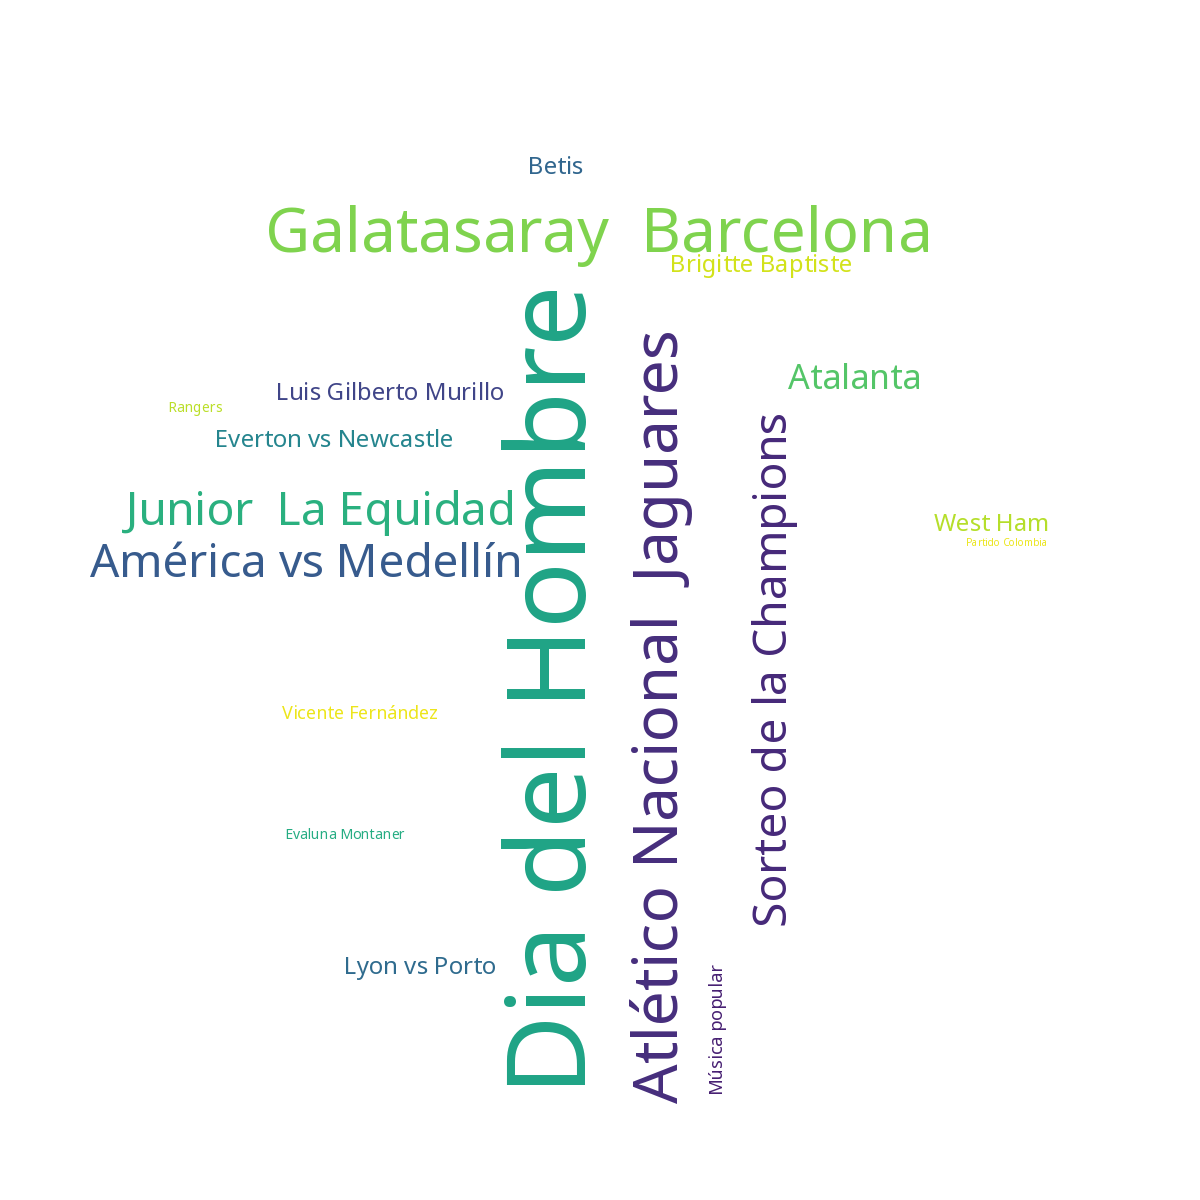 Betis
Galatasaray  Barcelona
Brigitte Baptiste
Dia del Hombre
Atlético Nacional  Jaguares
Atalanta
Luis Gilberto Murillo
Rangers
Sorteo de la Champions
Everton vs Newcastle
Junior  La Equidad
West Ham
Partido Colombia
América vs Medellín
Vicente Fernández
Evaluna Montaner
Lyon vs Porto
Música popular